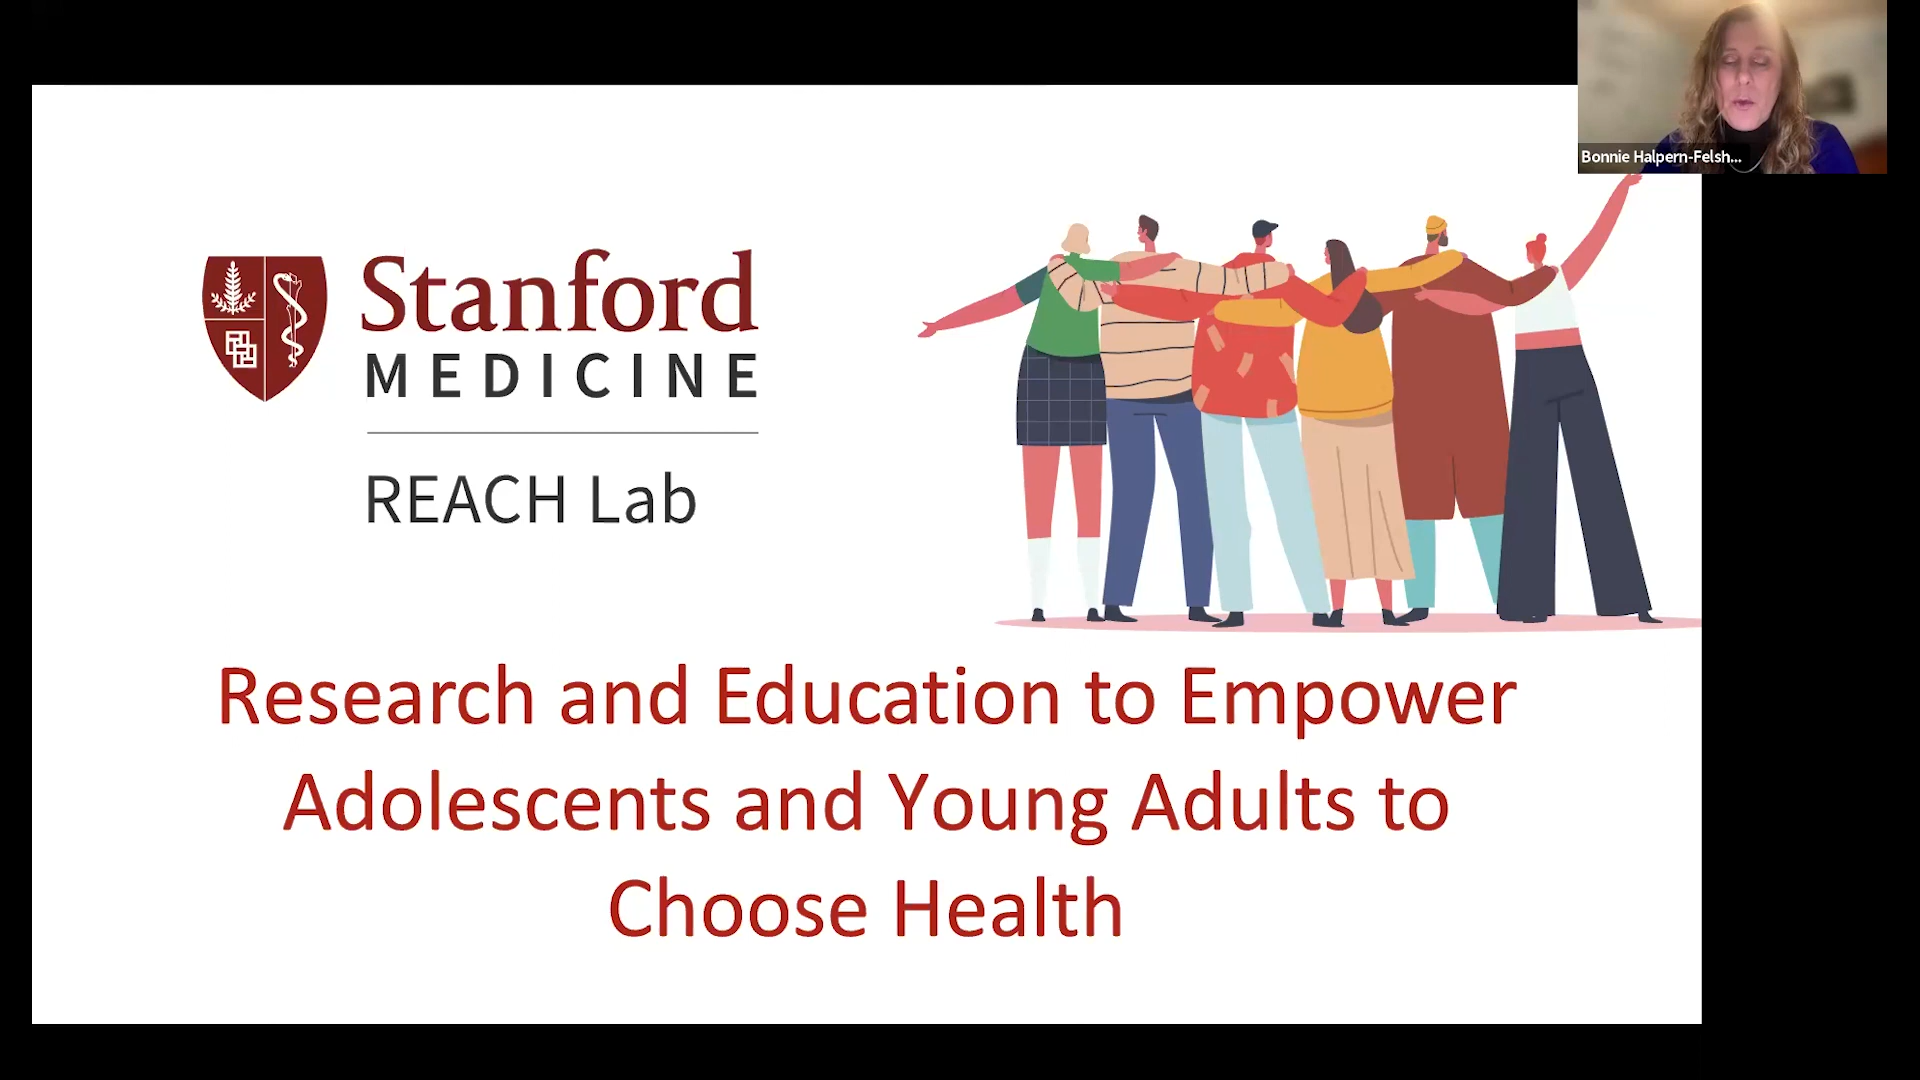 Bonnie Halpern-Felsh...
Stanford
MEDICINE
REACH Lab
Research and Education to Empower
Adolescents and Young Adults to
Choose Health